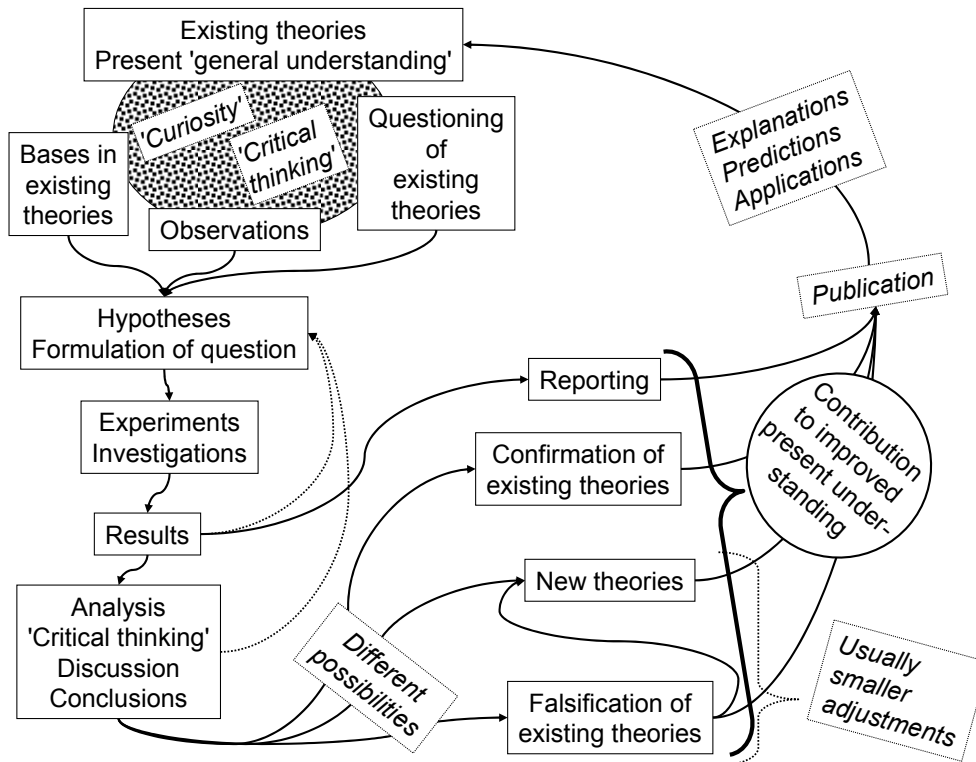 Existing theories
Present 'general understanding'
'Curiosity'
'Critical
thinking'
Bases in
existing
theories
Observations
Questioning
of
existing
theories
Hypotheses
Formulation of question
Experiments
Investigations
Results
Analysis
'Critical thinking'
Discussion
Conclusions
Different
possibilities
Reporting
Confirmation of
existing theories
New theories
Falsification of
existing theories
Usually
smaller
adjustments
Contribution
to improved
present under-
standing
Publication
Explanations
Predictions
Applications